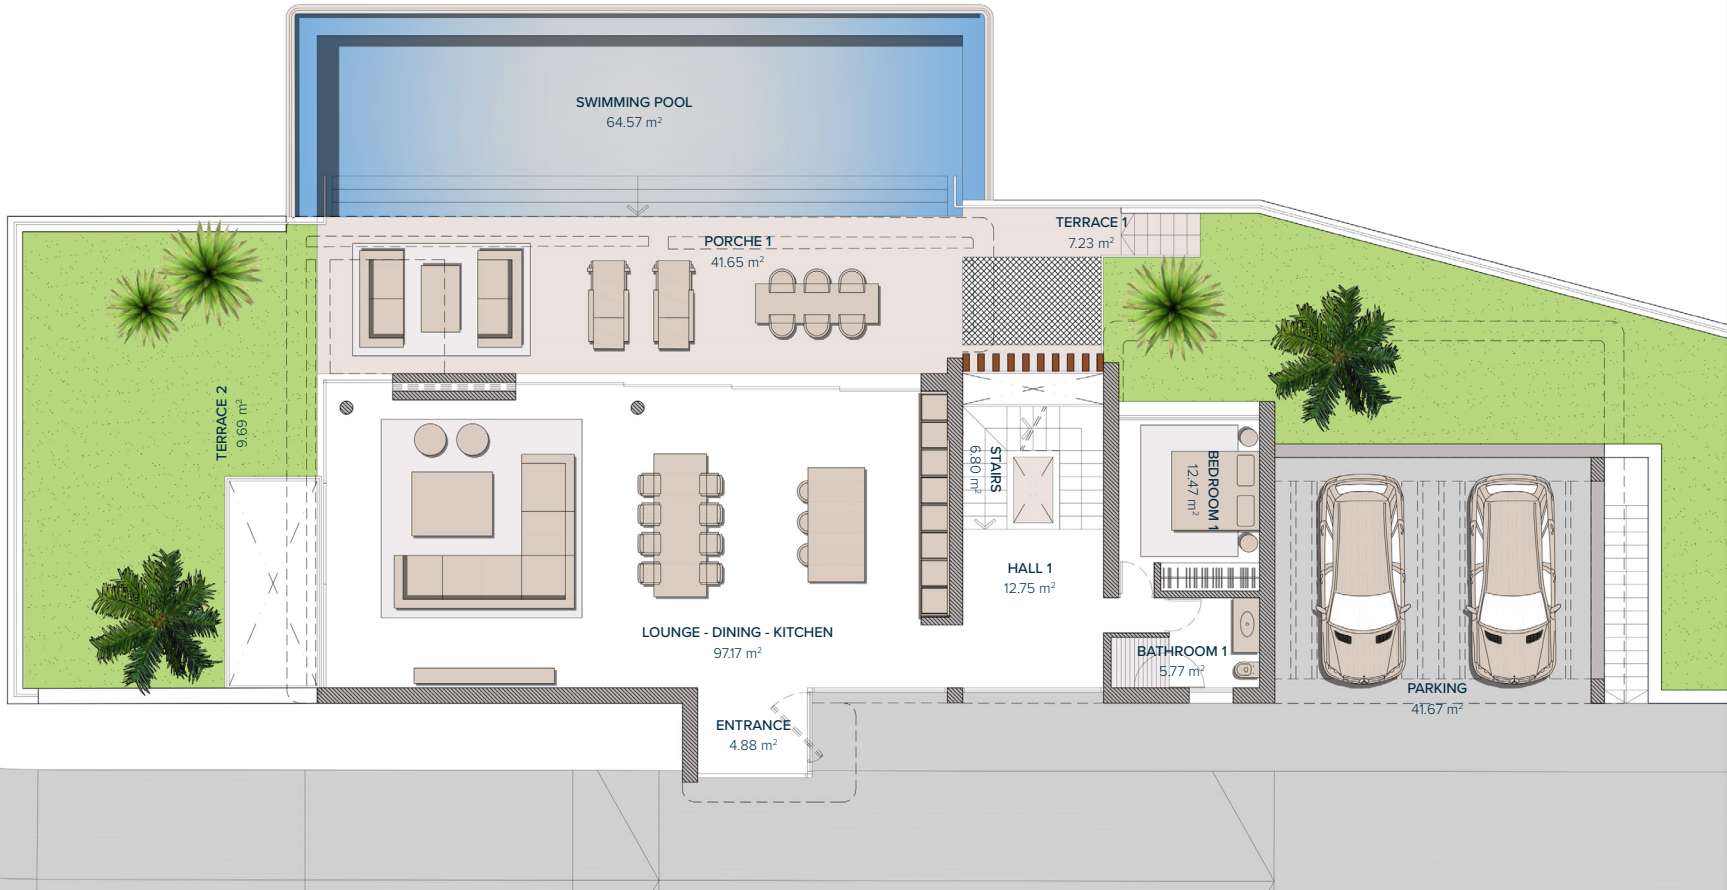 SWIMMING POOL
64.57 m²
TERRACE 1
7.23 m²
PORCHE 1
41.65 m²
TERRACE 2
9.69 m²
STAIRS
6.80 m²
BEDROOM 1
12.47 m²
HALL 1
12.75 m²
LOUNGE - DINING - KITCHEN
97.17 m²
BATHROOM 1
5.77 m²
PARKING
41.67 m²
ENTRANCE
4.88 m²